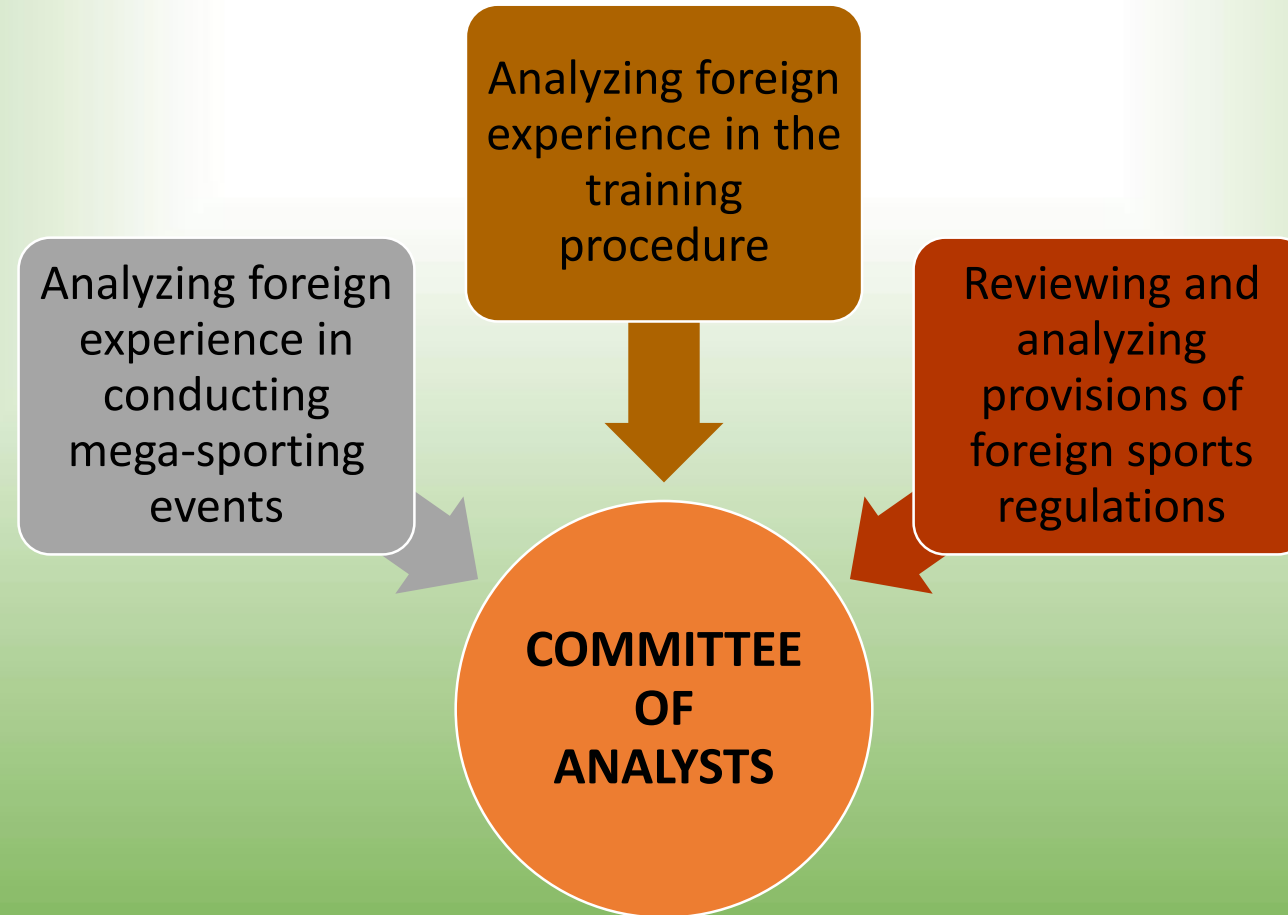 Analyzing foreign
experience in the
training
procedure
Analyzing foreign
experience in
conducting
mega-sporting
events
Reviewing and
analyzing
provisions of
foreign sports
regulations
COMMITTEE
OF
ANALYSTS